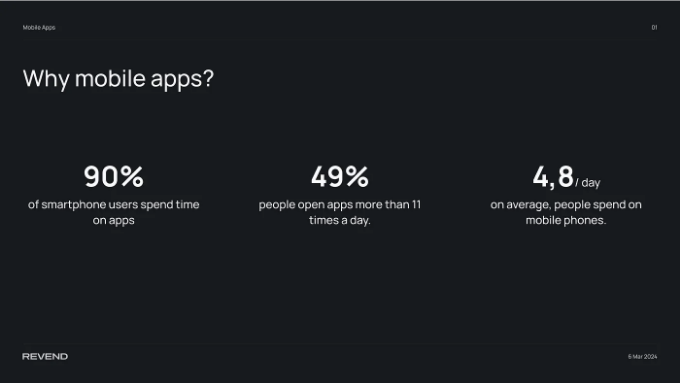 Mobile Apps
01
Why mobile apps?
90%
of smartphone users spend time
on apps
49%
people open apps more than 11
times a day.
4,8/ day
on average, people spend on
mobile phones.
REVEND
6 Mar 2024